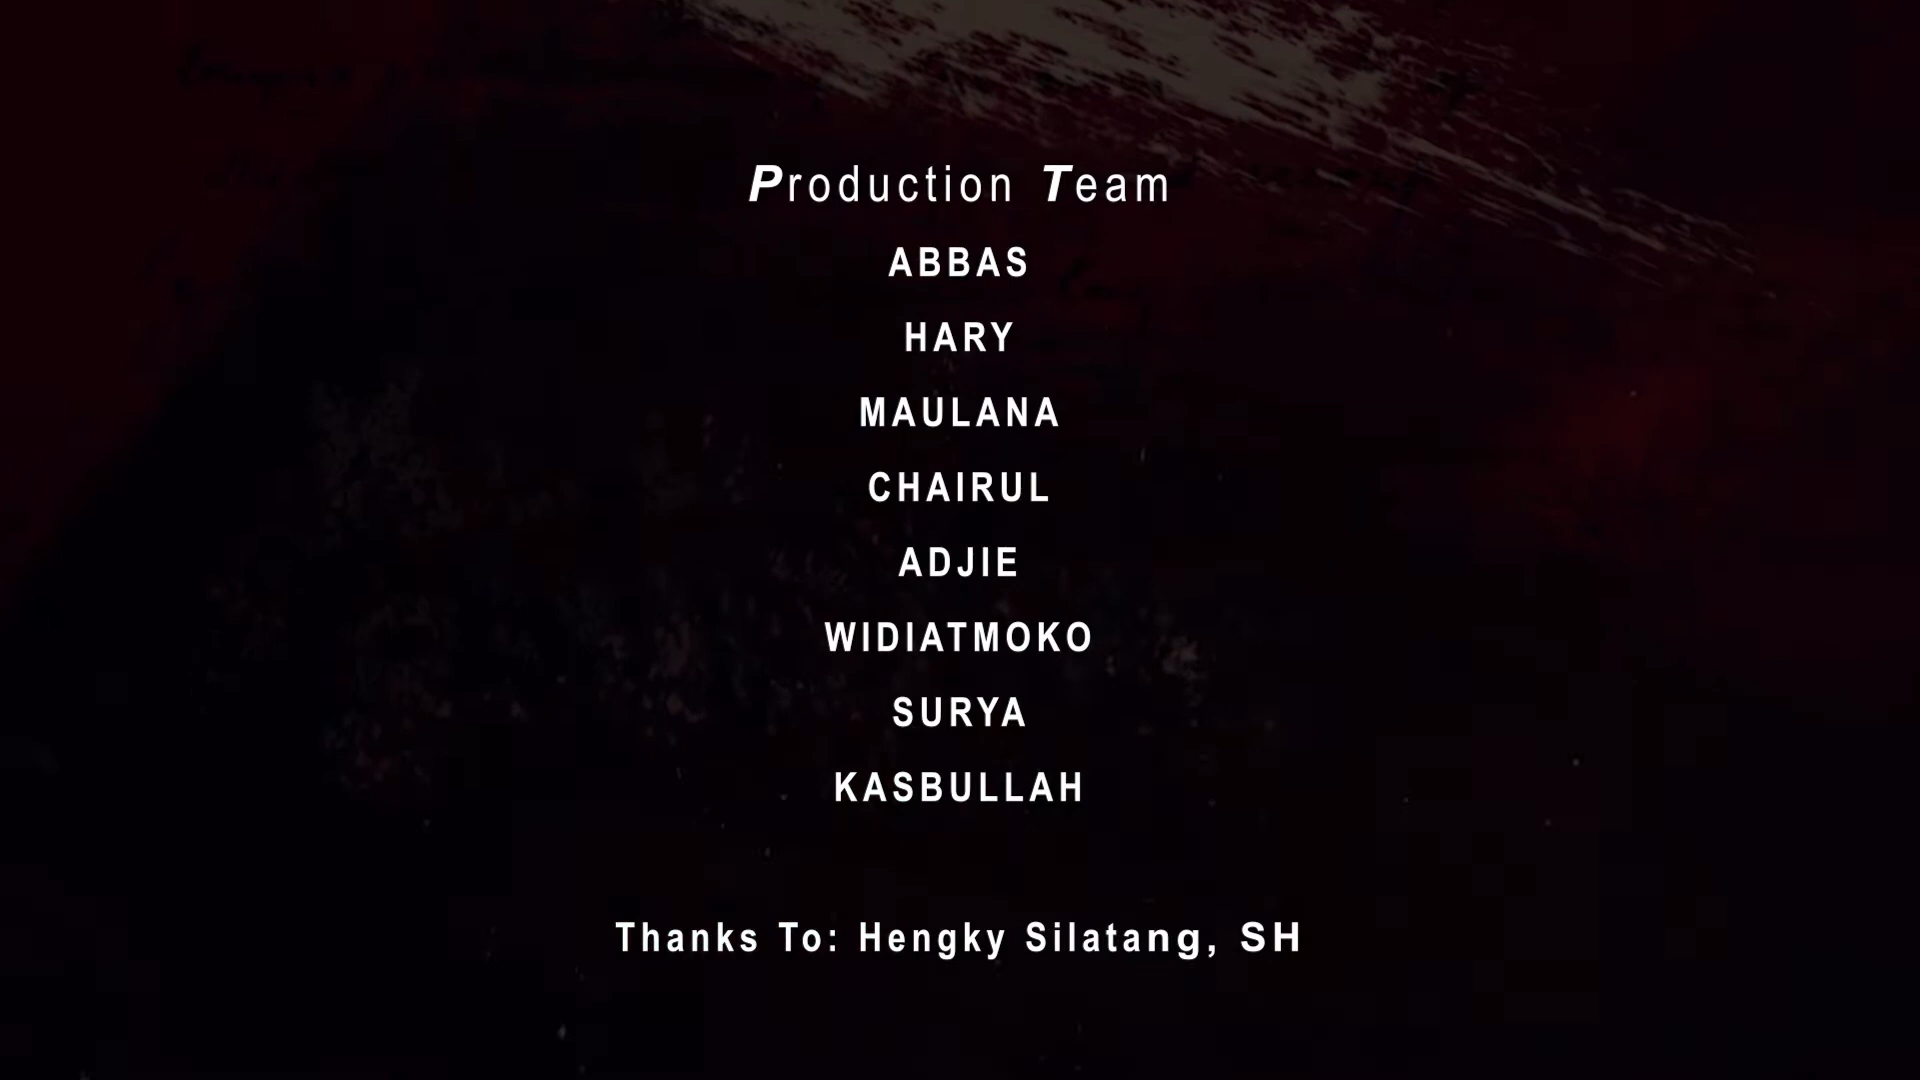 Production Team
ABBAS
HARY
MAULANA
CHAIRUL
ADJIE
WIDIATMOKO
SURYA
KASBULLAH
Thanks To: Hengky Silatang, SH